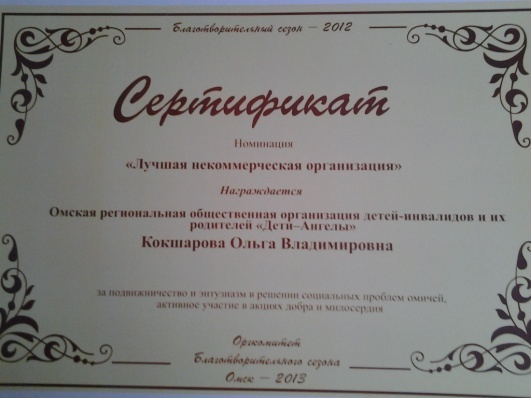 Благотворительный сезон – 2012
Сертификат
Номинация
«Лучшая некоммерческая организация»
Награждается
Омская региональная общественная организация детей-инвалидов и их
родителей «Дети–Ангелы»
Кокшарова Ольга Владимировна
за подвижничество и энтузиазм в решении социальных проблем омичей,
активное участие в акциях добра и милосердия
Оргкомитет
Благотворительного сезона
Омск – 2013